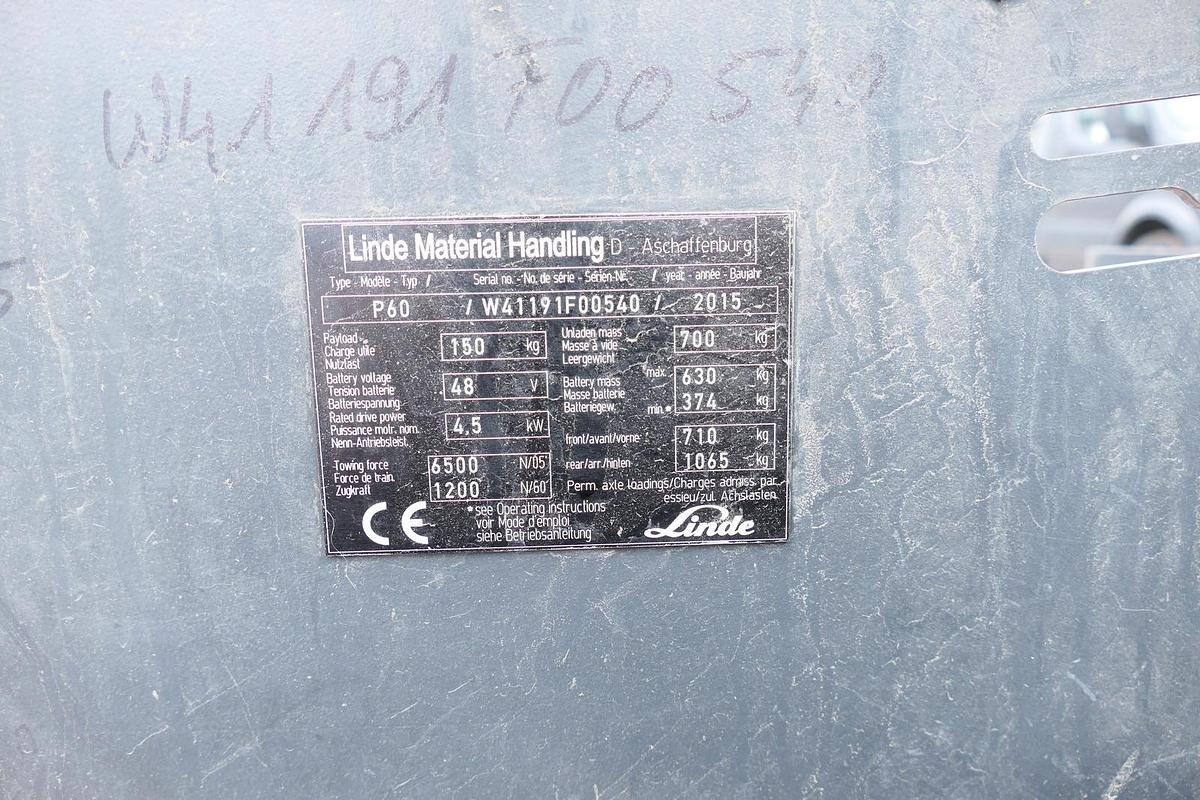 W41191F00540
Linde Material Handling D - Aschaffenburg
Type - Modèle - Typ / Serial no. - No. de série - Serien-Nr. / year - année - Baujahr
P60 / W41191F00540 / 2015
Payload
Charge utile
Nutzlast
150 kg
Unladen mass
Masse à vide
Leergewicht
700 kg
Battery voltage
Tension batterie
Batteriespannung
48 V
Battery mass
Masse batterie
Batteriegew.
max. 630 kg
min.* 374 kg
Rated drive power
Puissance motr. nom.
Nenn-Antriebsleist.
4,5 kW
front/avant/vorne 710 kg
rear/arr./hinten 1065 kg
Towing force
Force de train.
Zugkraft
6500 N/05'
1200 N/60'
Perm. axle loadings/Charges admiss. par
essieu/zul. Achslasten
CE
* see Operating instructions
voir Mode d'emploi
siehe Betriebsanleitung
Linde